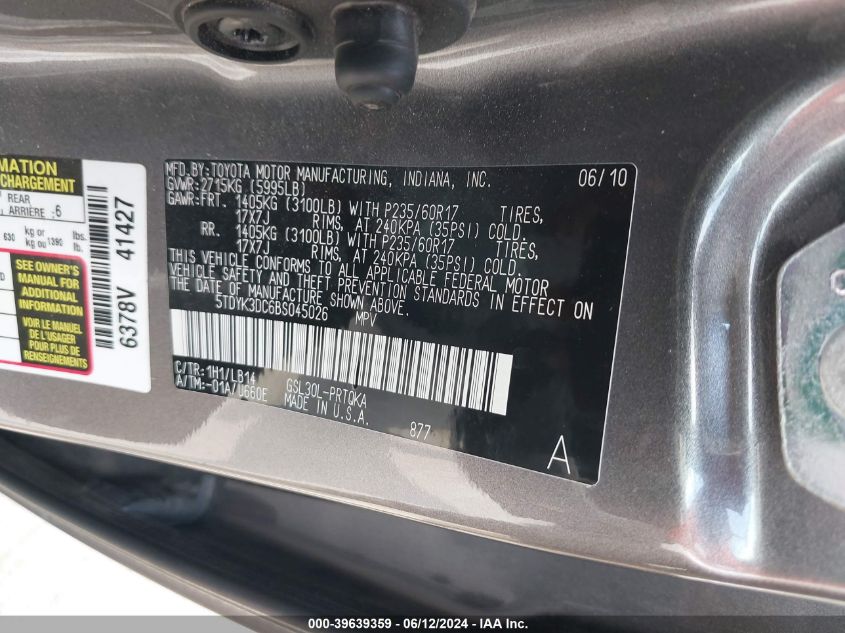 MFD.BY:TOYOTA MOTOR MANUFACTURING, INDIANA, INC. 06/10
GVWR:2715KG (5995LB)
GAWR:FRT. 1405KG (3100LB) WITH P235/60R17 TIRES,
17X7J RIMS, AT 240KPA (35PSI) COLD.
RR. 1405KG (3100LB) WITH P235/60R17 TIRES,
17X7J RIMS, AT 240KPA (35PSI) COLD.
THIS VEHICLE CONFORMS TO ALL APPLICABLE FEDERAL MOTOR
VEHICLE SAFETY AND THEFT PREVENTION STANDARDS IN EFFECT ON
THE DATE OF MANUFACTURE SHOWN ABOVE.
5TDYK3DC6BS045026 MPV
C/TR:1H1/LB14 GSL30L-PRTQKA
A/TM:-01A/U660E MADE IN U.S.A.
877
A
CHARGEMENT
REAR
ARRIÈRE :6
630 kg or 1390 lbs.
kg ou lb.
SEE OWNER'S
MANUAL FOR
ADDITIONAL
INFORMATION
VOIR LE MANUEL
DE L'USAGER
POUR PLUS DE
RENSEIGNEMENTS
6378V 41427
000-39639359 - 06/12/2024 - IAA Inc.